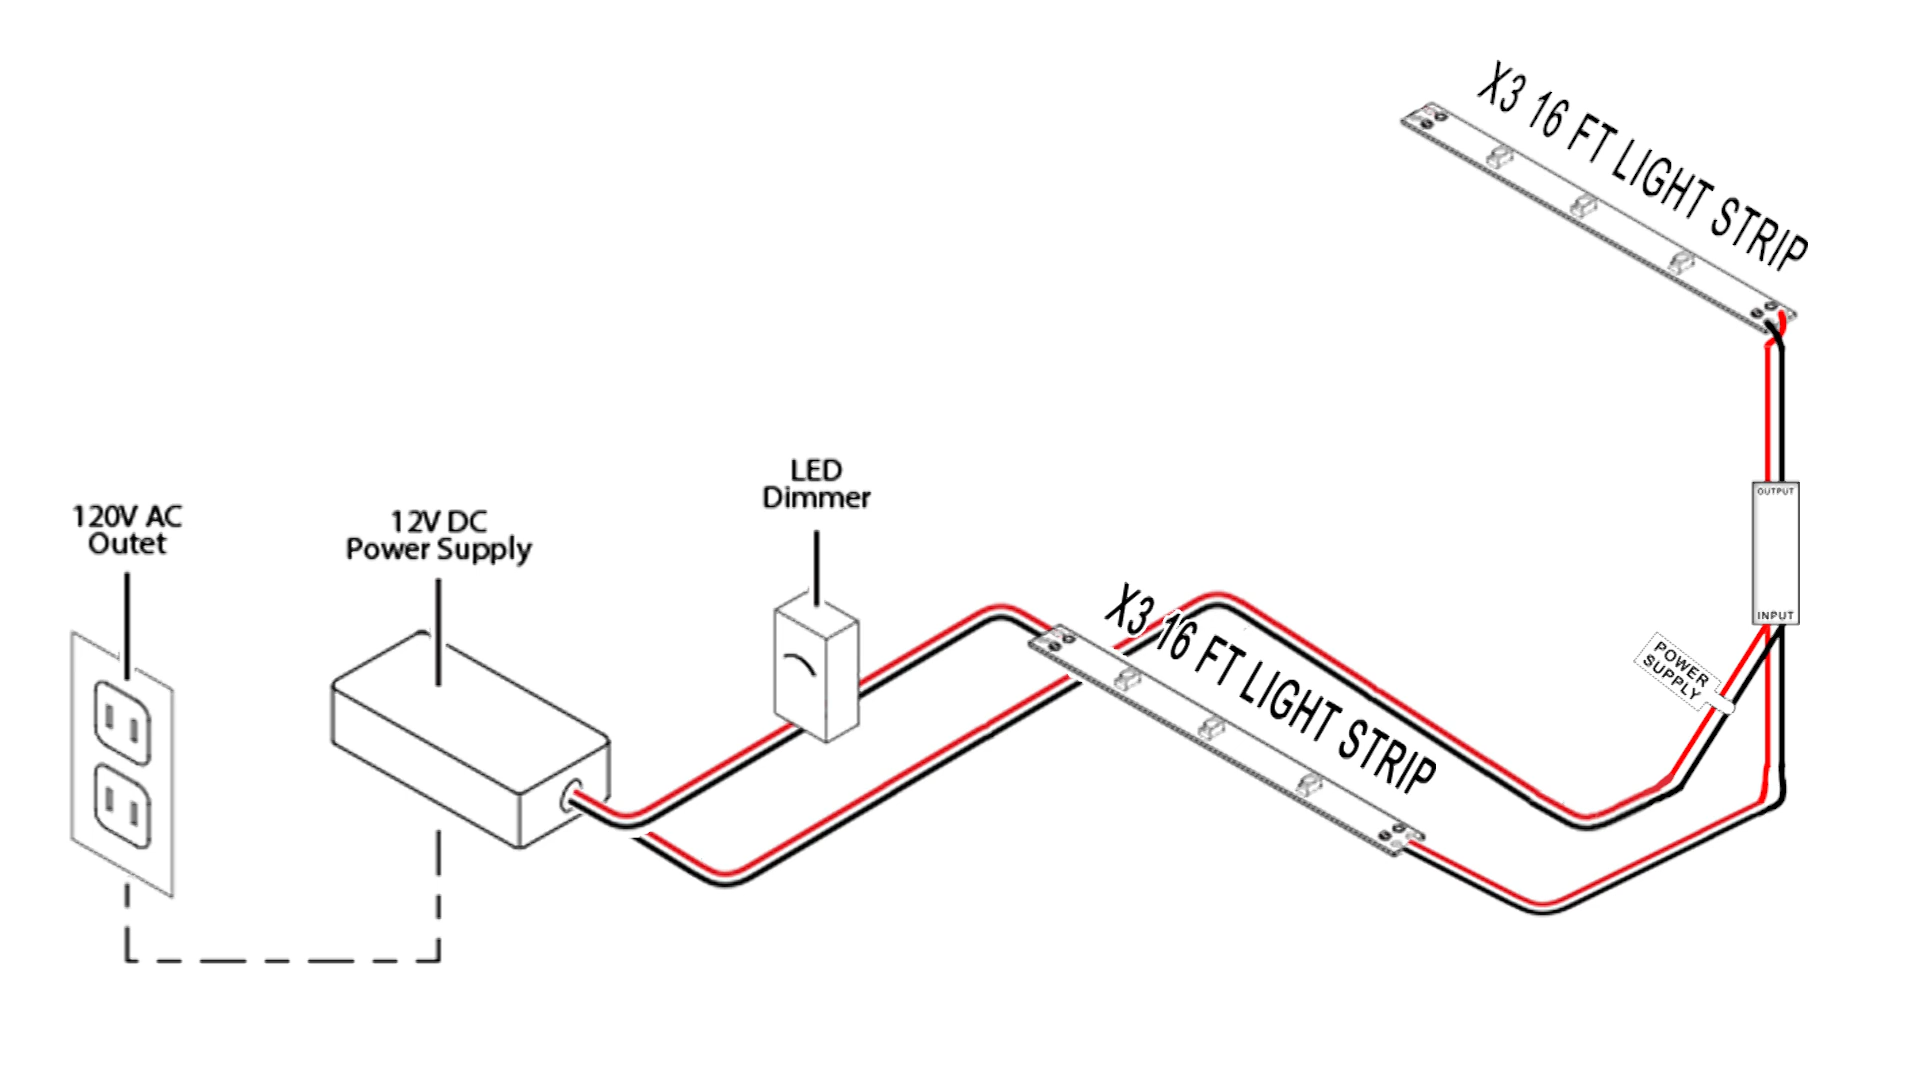 X3 16 FT LIGHT STRIP
LED
Dimmer
120V AC
Outet
12V DC
Power Supply
OUTPUT
INPUT
X3 16 FT LIGHT STRIP
POWER
SUPPLY